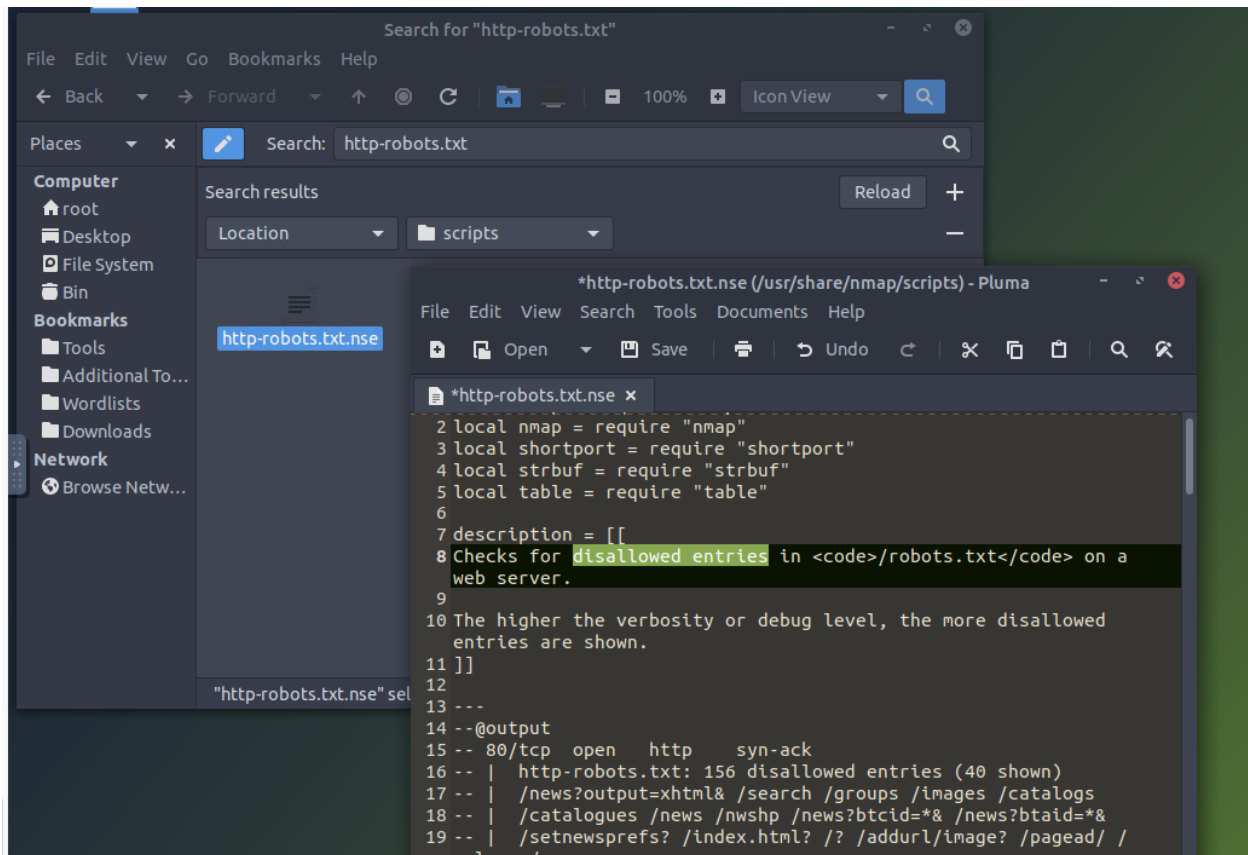 Search for "http-robots.txt"
File Edit View Go Bookmarks Help
Back Forward 100% Icon View
Places Search: http-robots.txt
Computer
root
Desktop
File System
Bin
Bookmarks
Tools
Additional To...
Wordlists
Downloads
Network
Browse Netw...
Search results Reload
Location scripts
http-robots.txt.nse
"http-robots.txt.nse" sel
*http-robots.txt.nse (/usr/share/nmap/scripts) - Pluma
File Edit View Search Tools Documents Help
Open Save Undo
*http-robots.txt.nse
2 local nmap = require "nmap"
3 local shortport = require "shortport"
4 local strbuf = require "strbuf"
5 local table = require "table"
6
7 description = [[
8 Checks for disallowed entries in <code>/robots.txt</code> on a
web server.
9
10 The higher the verbosity or debug level, the more disallowed
entries are shown.
11 ]]
12
13 ---
14 --@output
15 -- 80/tcp open http syn-ack
16 -- | http-robots.txt: 156 disallowed entries (40 shown)
17 -- | /news?output=xhtml& /search /groups /images /catalogs
18 -- | /catalogues /news /nwshp /news?btcid=*& /news?btaid=*&
19 -- | /setnewsprefs? /index.html? /? /addurl/image? /pagead/ /